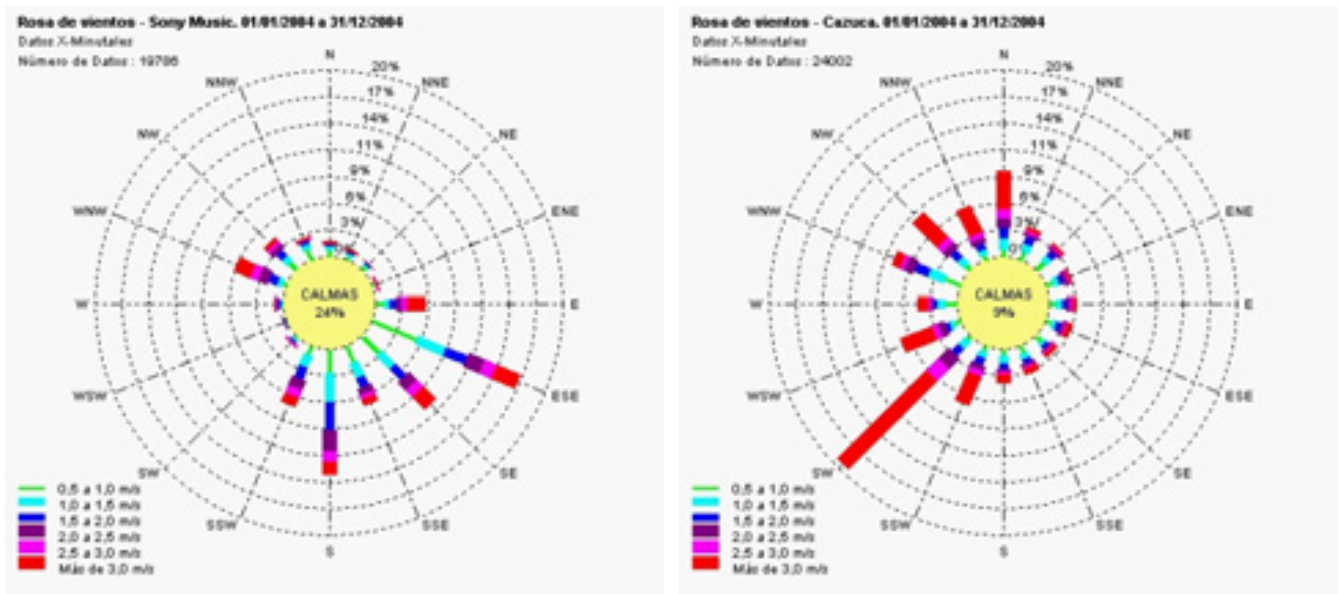 Rosa de vientos - Sony Music. 01/01/2004 a 31/12/2004
Datos X-Minutales
Número de Datos : 19786
N
20%
NNW
NNE
17%
NW
14%
NE
11%
9%
6%
WNW
3%
ENE
0%
W
CALMAS
24%
E
WSW
ESE
SW
SE
SSW
SSE
S
0,5 a 1,0 m/s
1,0 a 1,5 m/s
1,5 a 2,0 m/s
2,0 a 2,5 m/s
2,5 a 3,0 m/s
Más de 3,0 m/s
Rosa de vientos - Cazuca. 01/01/2004 a 31/12/2004
Datos X-Minutales
Número de Datos : 24002
N
20%
NNW
NNE
17%
NW
14%
NE
11%
9%
6%
WNW
3%
ENE
0%
W
CALMAS
9%
E
WSW
ESE
SW
SE
SSW
SSE
S
0,5 a 1,0 m/s
1,0 a 1,5 m/s
1,5 a 2,0 m/s
2,0 a 2,5 m/s
2,5 a 3,0 m/s
Más de 3,0 m/s